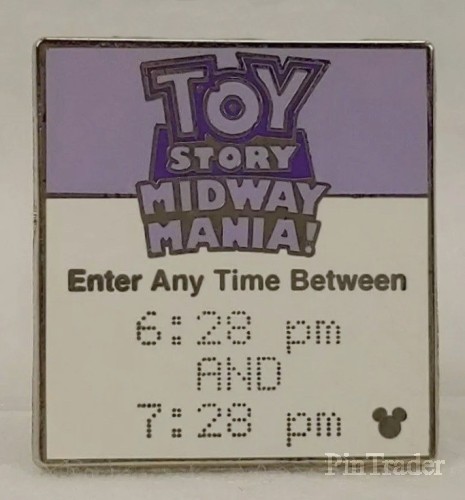 TOY
STORY
MIDWAY
MANIA!
Enter Any Time Between
6:28 pm
AND
7:28 pm
PinTrader